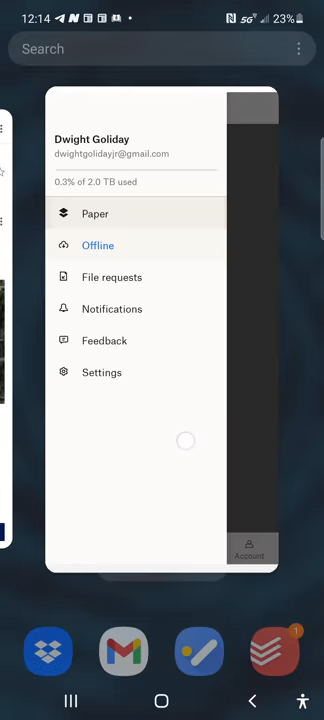 12:14
5G
23%
Search
Dwight Goliday
dwightgolidayjr@gmail.com
0.3% of 2.0 TB used
Paper
Offline
File requests
Notifications
Feedback
Settings
Account
1